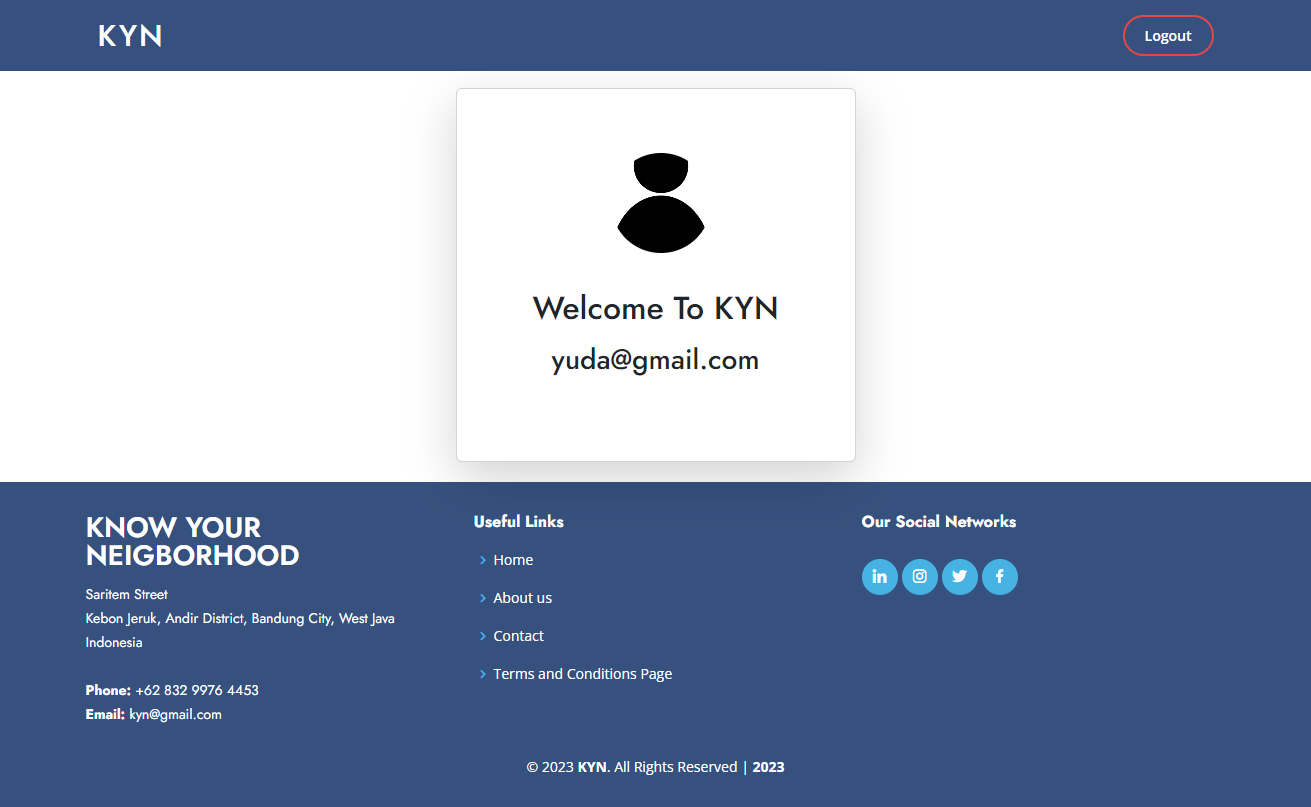 KYN
Logout
Welcome To KYN
yuda@gmail.com
KNOW YOUR
NEIGBORHOOD
Saritem Street
Kebon Jeruk, Andir District, Bandung City, West Java
Indonesia
Phone: +62 832 9976 4453
Email: kyn@gmail.com
Useful Links
Home
About us
Contact
Terms and Conditions Page
Our Social Networks
© 2023 KYN. All Rights Reserved | 2023